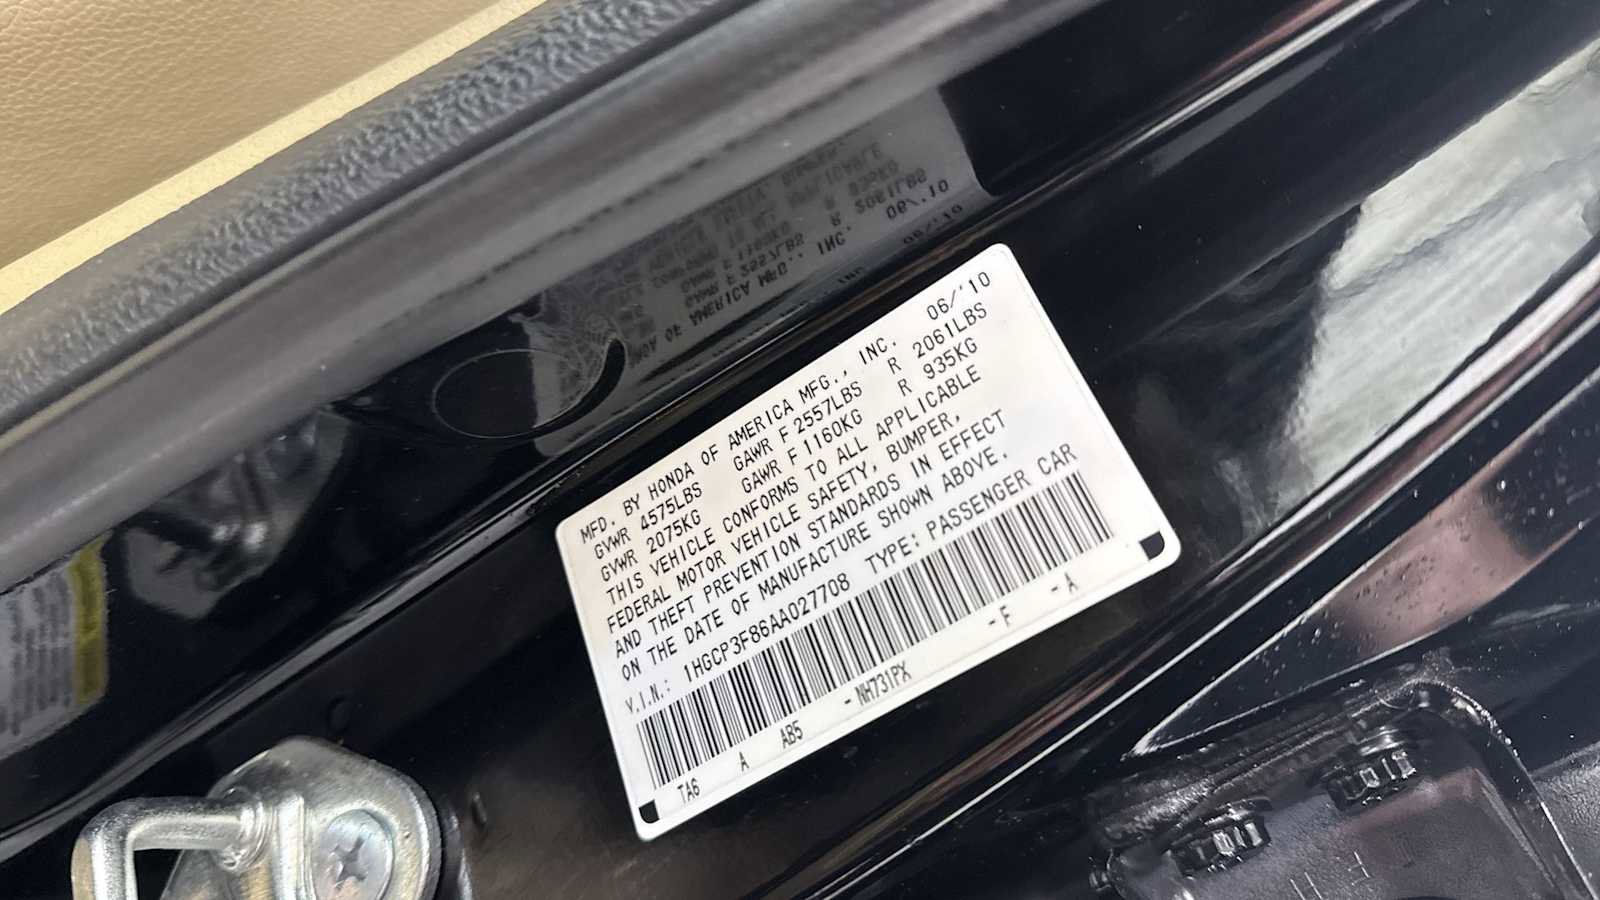 MFD. BY HONDA OF AMERICA MFG., INC. 06/'10
GVWR 4575LBS GAWR F 2557LBS R 2061LBS
GVWR 2075KG GAWR F 1160KG R 935KG
THIS VEHICLE CONFORMS TO ALL APPLICABLE
FEDERAL MOTOR VEHICLE SAFETY, BUMPER,
AND THEFT PREVENTION STANDARDS IN EFFECT
ON THE DATE OF MANUFACTURE SHOWN ABOVE.
V.I.N.: 1HGCP3F86AA027708 TYPE: PASSENGER CAR
TA6 A AB5 -NH731PX -F -A